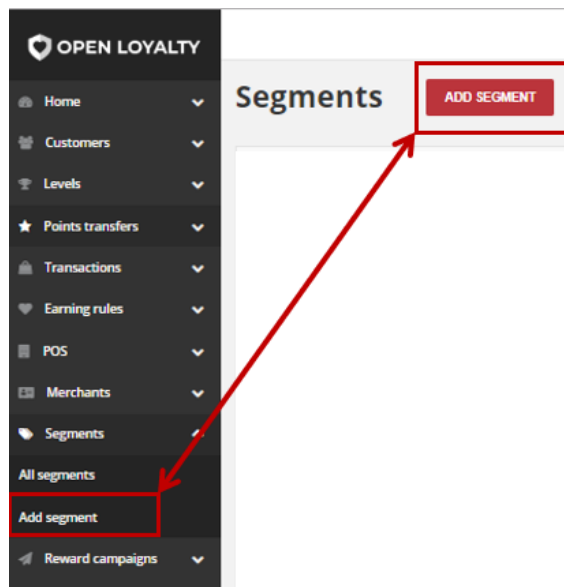 OPEN LOYALTY
Segments
ADD SEGMENT
Home
Customers
Levels
Points transfers
Transactions
Earning rules
POS
Merchants
Segments
All segments
Add segment
Reward campaigns